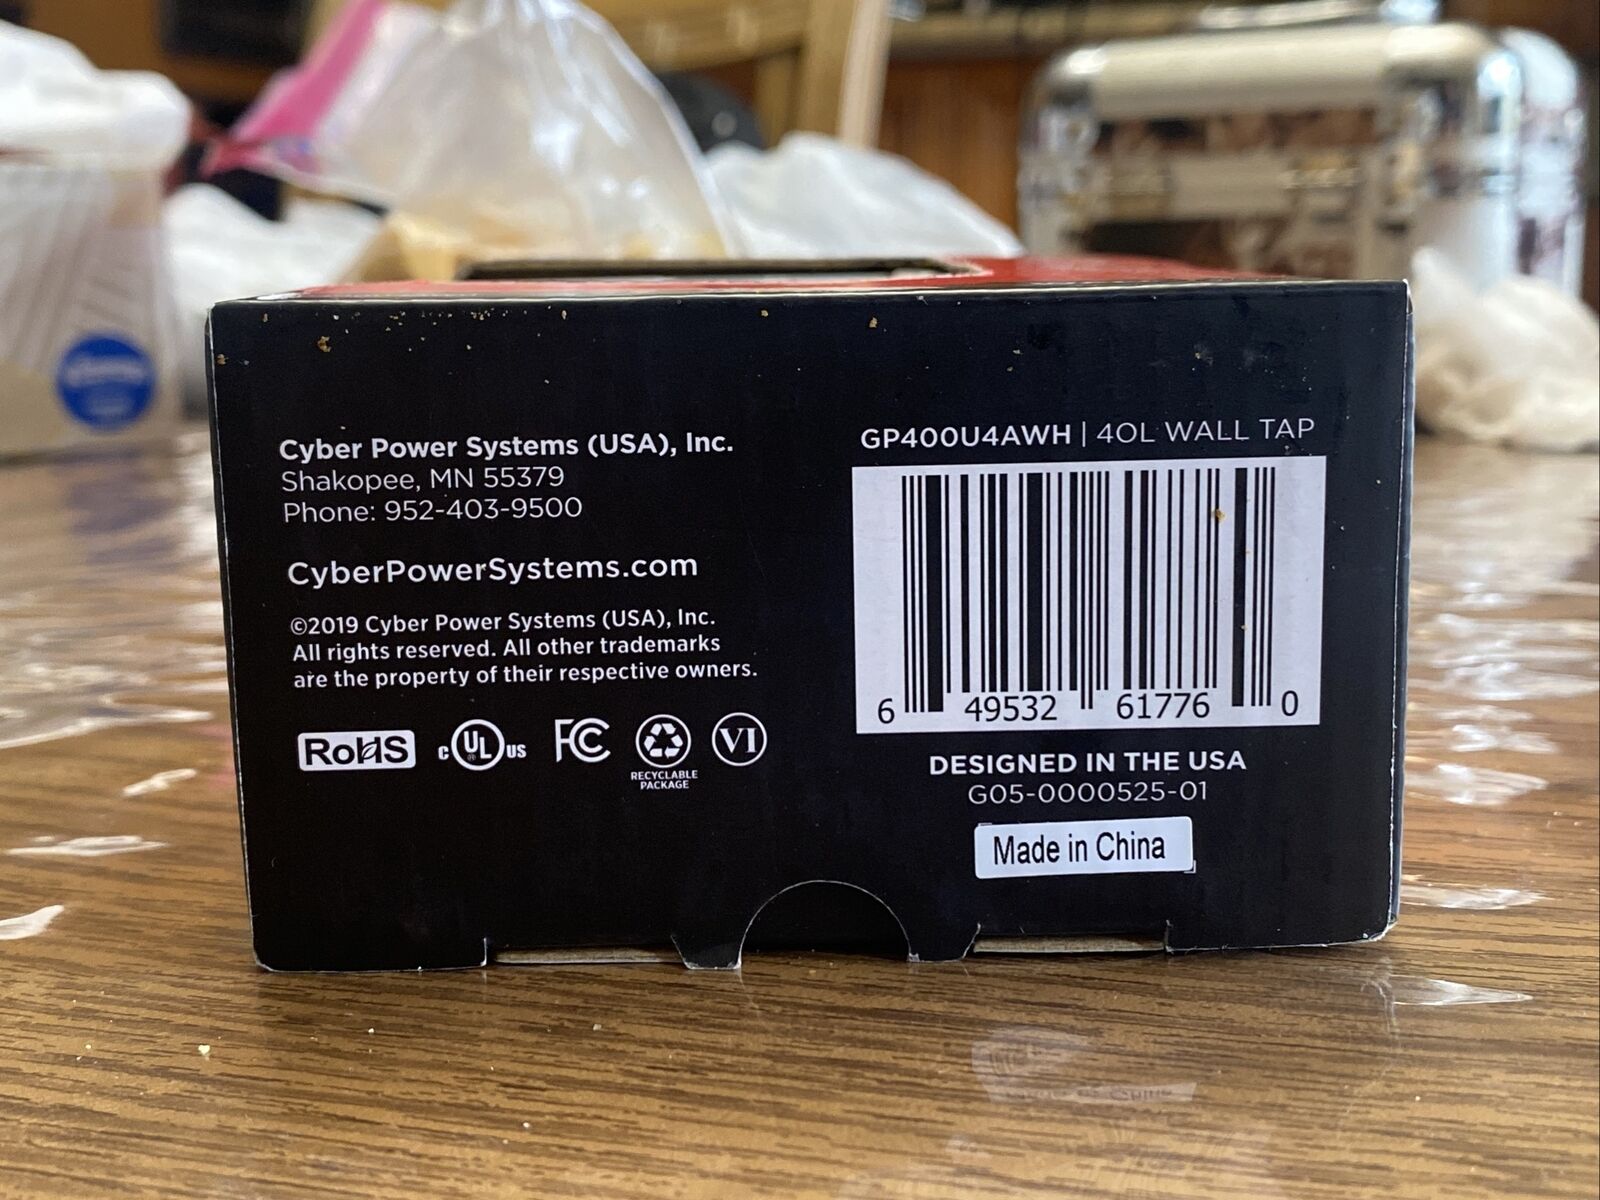 Cyber Power Systems (USA), Inc.
Shakopee, MN 55379
Phone: 952-403-9500
CyberPowerSystems.com
©2019 Cyber Power Systems (USA), Inc.
All rights reserved. All other trademarks
are the property of their respective owners.
RoHS
c UL us
FC
RECYCLABLE
PACKAGE
VI
GP400U4AWH | 4OL WALL TAP
6 49532 61776 0
DESIGNED IN THE USA
G05-0000525-01
Made in China